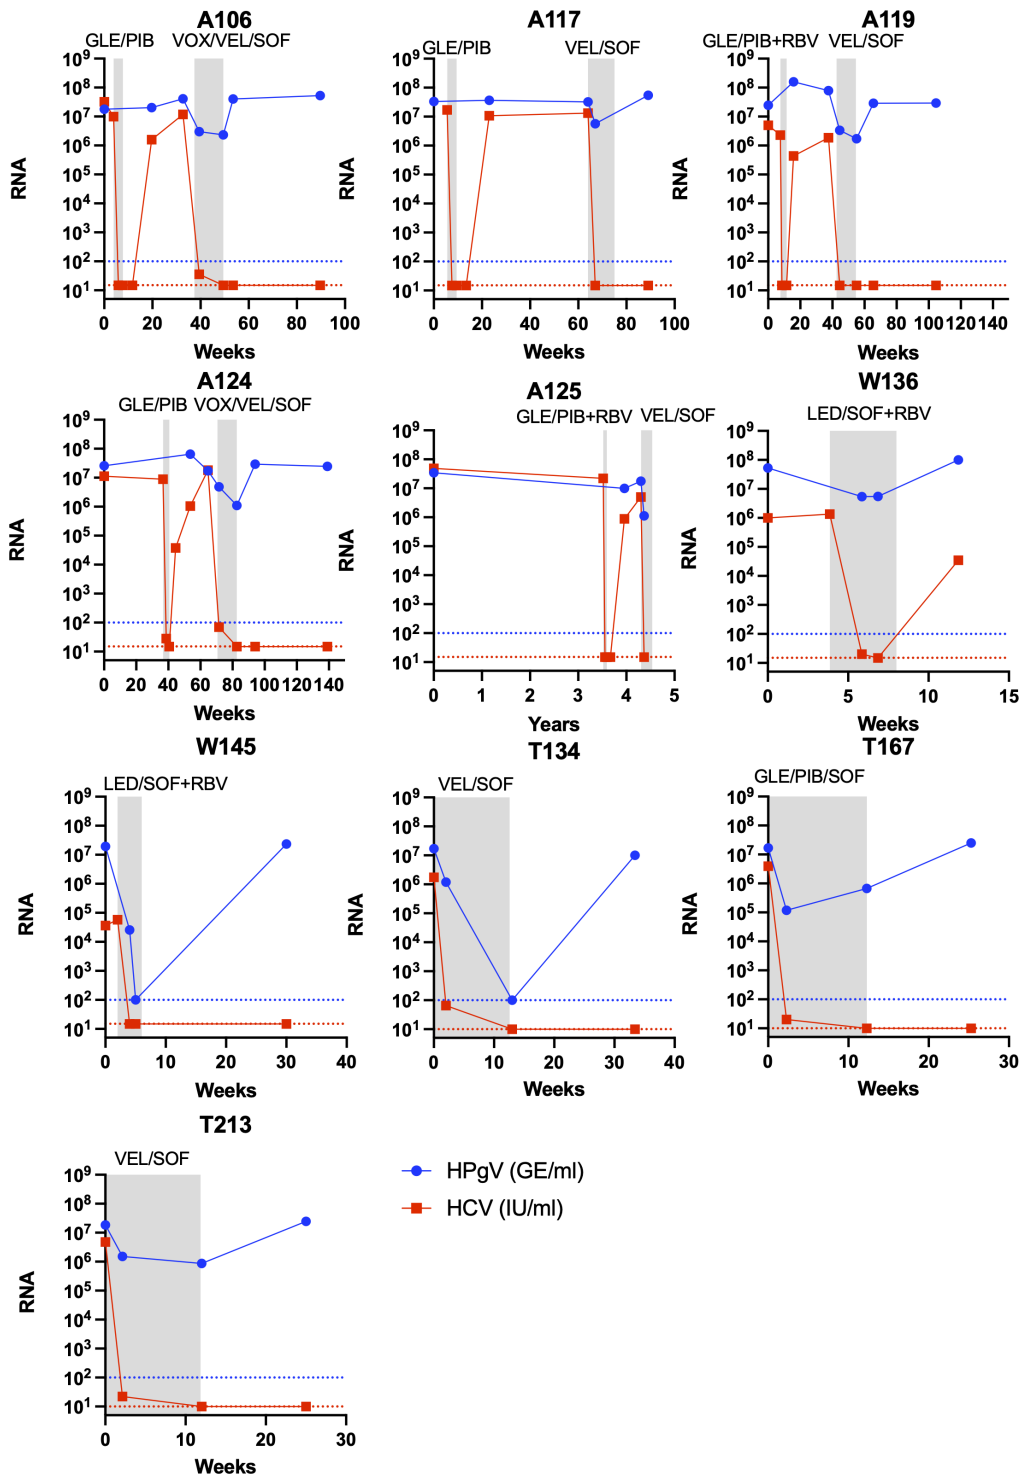 A106
GLE/PIB VOX/VEL/SOF
RNA
10⁹
10⁸
10⁷
10⁶
10⁵
10⁴
10³
10²
10¹
0 20 40 60 80 100
Weeks
A117
GLE/PIB VEL/SOF
RNA
10⁹
10⁸
10⁷
10⁶
10⁵
10⁴
10³
10²
10¹
0 20 40 60 80 100
Weeks
A119
GLE/PIB+RBV VEL/SOF
RNA
10⁹
10⁸
10⁷
10⁶
10⁵
10⁴
10³
10²
10¹
0 20 40 60 80 100 120 140
Weeks
A124
GLE/PIB VOX/VEL/SOF
RNA
10⁹
10⁸
10⁷
10⁶
10⁵
10⁴
10³
10²
10¹
0 20 40 60 80 100 120 140
Weeks
A125
GLE/PIB+RBV VEL/SOF
RNA
10⁹
10⁸
10⁷
10⁶
10⁵
10⁴
10³
10²
10¹
0 1 2 3 4 5
Years
W136
LED/SOF+RBV
RNA
10⁹
10⁸
10⁷
10⁶
10⁵
10⁴
10³
10²
10¹
0 5 10 15
Weeks
W145
LED/SOF+RBV
RNA
10⁹
10⁸
10⁷
10⁶
10⁵
10⁴
10³
10²
10¹
0 10 20 30 40
Weeks
T134
VEL/SOF
RNA
10⁹
10⁸
10⁷
10⁶
10⁵
10⁴
10³
10²
10¹
0 10 20 30 40
Weeks
T167
GLE/PIB/SOF
RNA
10⁹
10⁸
10⁷
10⁶
10⁵
10⁴
10³
10²
10¹
0 10 20 30
Weeks
T213
VEL/SOF
RNA
10⁹
10⁸
10⁷
10⁶
10⁵
10⁴
10³
10²
10¹
0 10 20 30
Weeks
HPgV (GE/ml)
HCV (IU/ml)